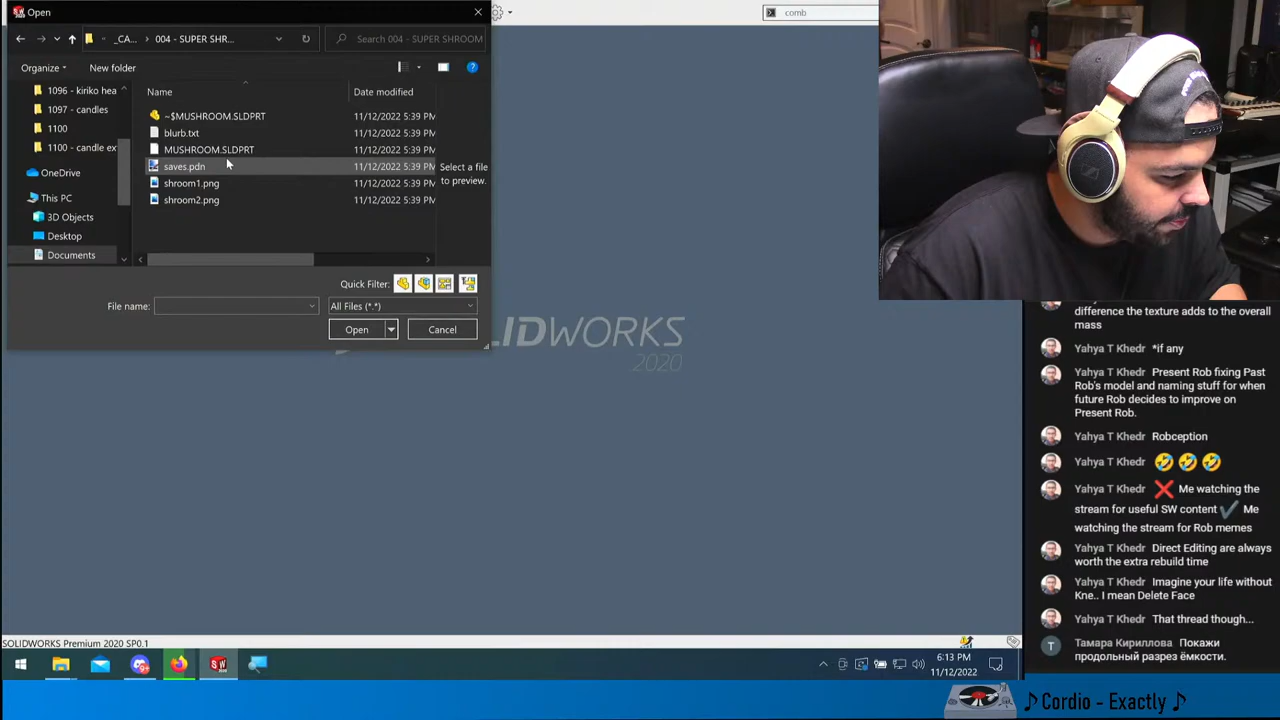 Open
comb
_CA...
004 - SUPER SHR...
Search 004 - SUPER SHROOM
Organize
New folder
Name
Date modified
1096 - kiriko hea
1097 - candles
1100
1100 - candle ex
OneDrive
This PC
3D Objects
Desktop
Documents
~$MUSHROOM.SLDPRT
11/12/2022 5:39 PM
blurb.txt
11/12/2022 5:39 PM
MUSHROOM.SLDPRT
11/12/2022 5:39 PM
saves.pdn
11/12/2022 5:39 PM
shroom1.png
11/12/2022 5:39 PM
shroom2.png
11/12/2022 5:39 PM
Select a file
to preview.
Quick Filter:
File name:
All Files (*.*)
Open
Cancel
SOLIDWORKS
2020
difference the texture adds to the overall
mass
Yahya T Khedr *if any
Yahya T Khedr Present Rob fixing Past
Rob's model and naming stuff for when
future Rob decides to improve on
Present Rob.
Yahya T Khedr Robception
Yahya T Khedr 🤣 🤣 🤣
Yahya T Khedr ❌ Me watching the
stream for useful SW content ✔ Me
watching the stream for Rob memes
Yahya T Khedr Direct Editing are always
worth the extra rebuild time
Yahya T Khedr Imagine your life without
Kne.. I mean Delete Face
Yahya T Khedr That thread though...
T Тамара Кириллова Покажи
продольный разрез ёмкости.
SOLIDWORKS Premium 2020 SP0.1
6:13 PM
11/12/2022
♪ Cordio - Exactly ♪